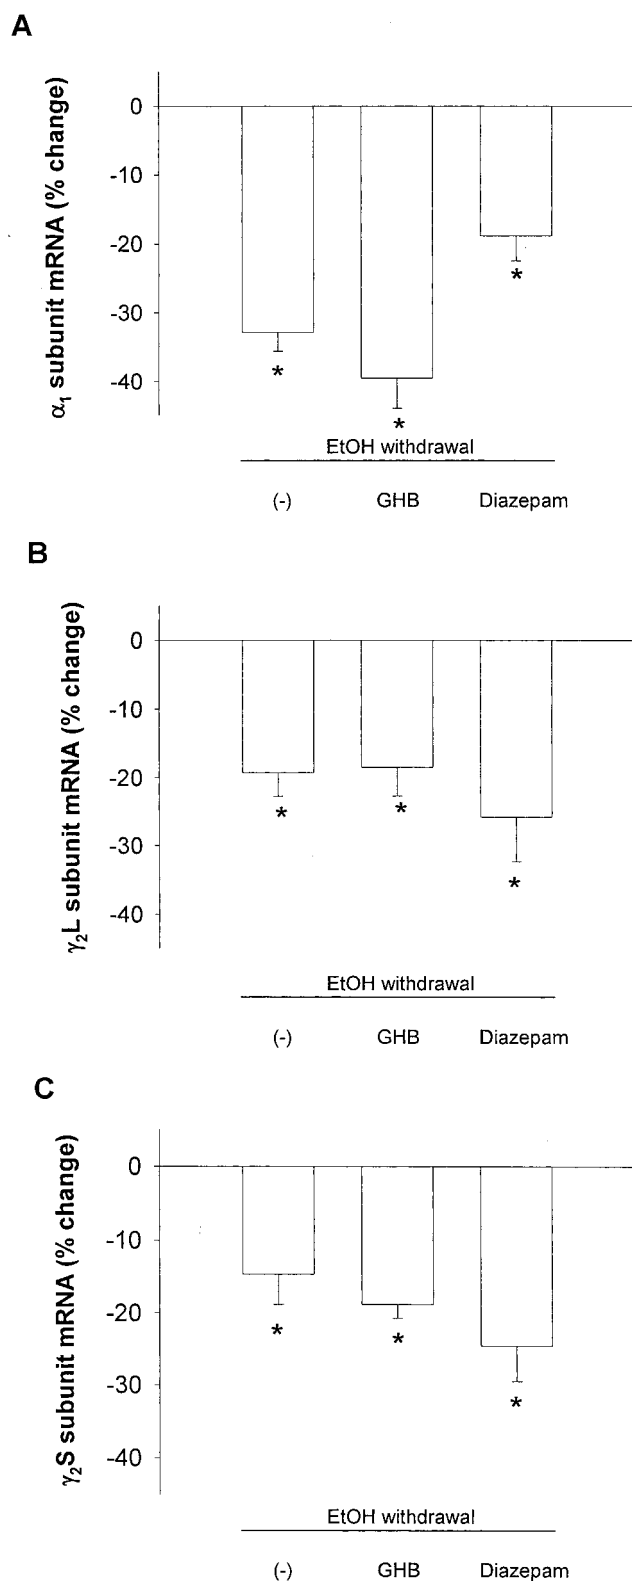 A
α1 subunit mRNA (% change)
0
-10
-20
-30
-40
*
*
*
EtOH withdrawal
(-) GHB Diazepam
B
γ2L subunit mRNA (% change)
0
-10
-20
-30
-40
*
*
*
EtOH withdrawal
(-) GHB Diazepam
C
γ2S subunit mRNA (% change)
0
-10
-20
-30
-40
*
*
*
EtOH withdrawal
(-) GHB Diazepam